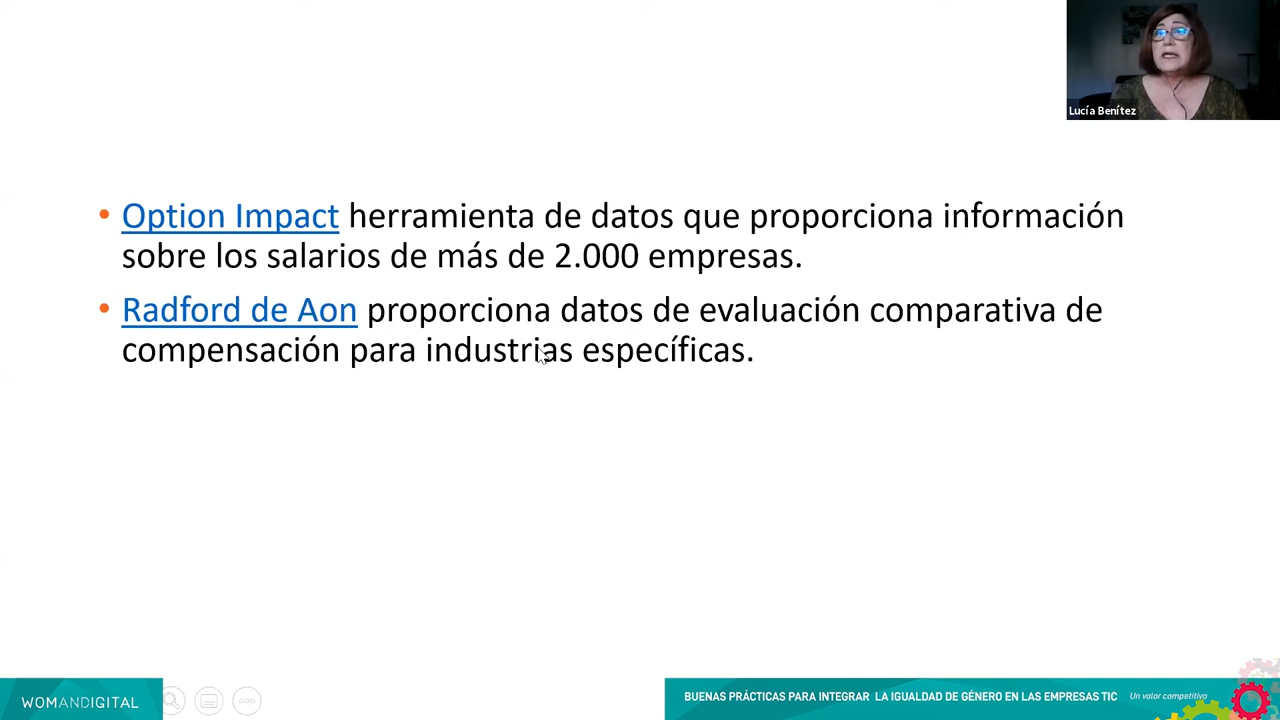 Lucía Benítez
• Option Impact herramienta de datos que proporciona información
sobre los salarios de más de 2.000 empresas.
• Radford de Aon proporciona datos de evaluación comparativa de
compensación para industrias específicas.
WOMANDIGITAL
BUENAS PRÁCTICAS PARA INTEGRAR LA IGUALDAD DE GÉNERO EN LAS EMPRESAS TIC Un valor competitivo